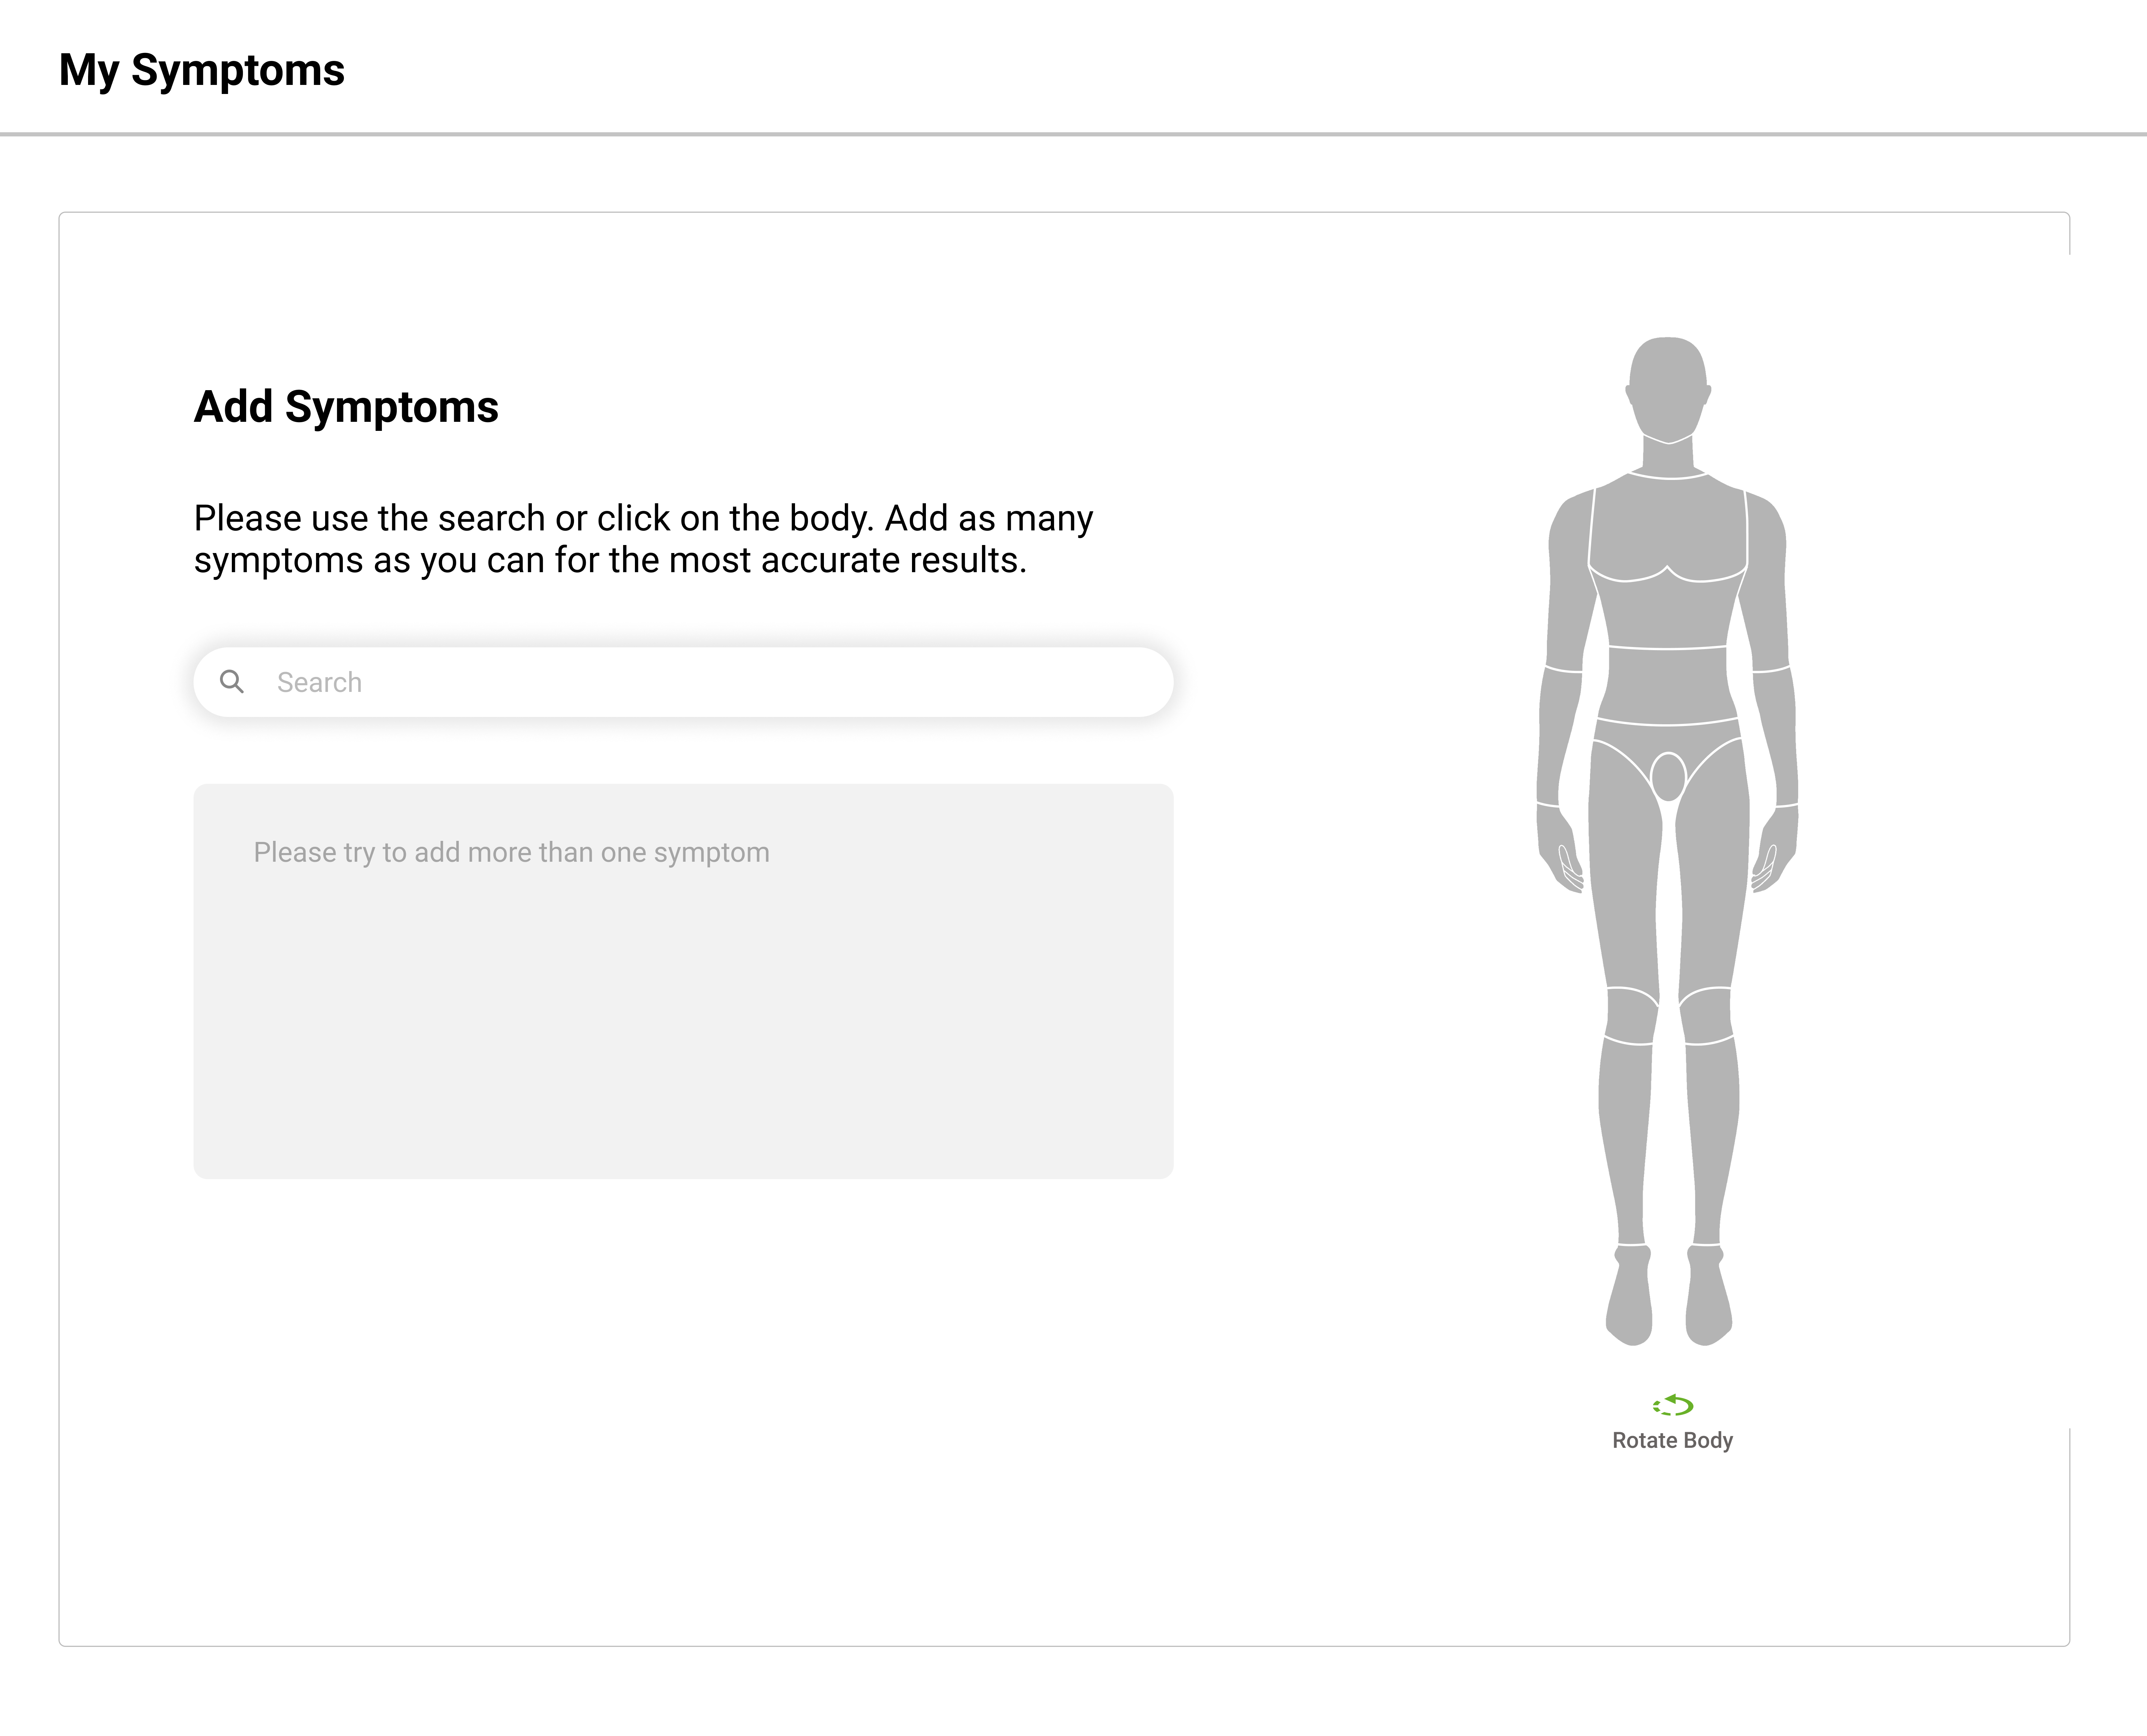 My Symptoms
Add Symptoms
Please use the search or click on the body. Add as many
symptoms as you can for the most accurate results.
Search
Please try to add more than one symptom
Rotate Body